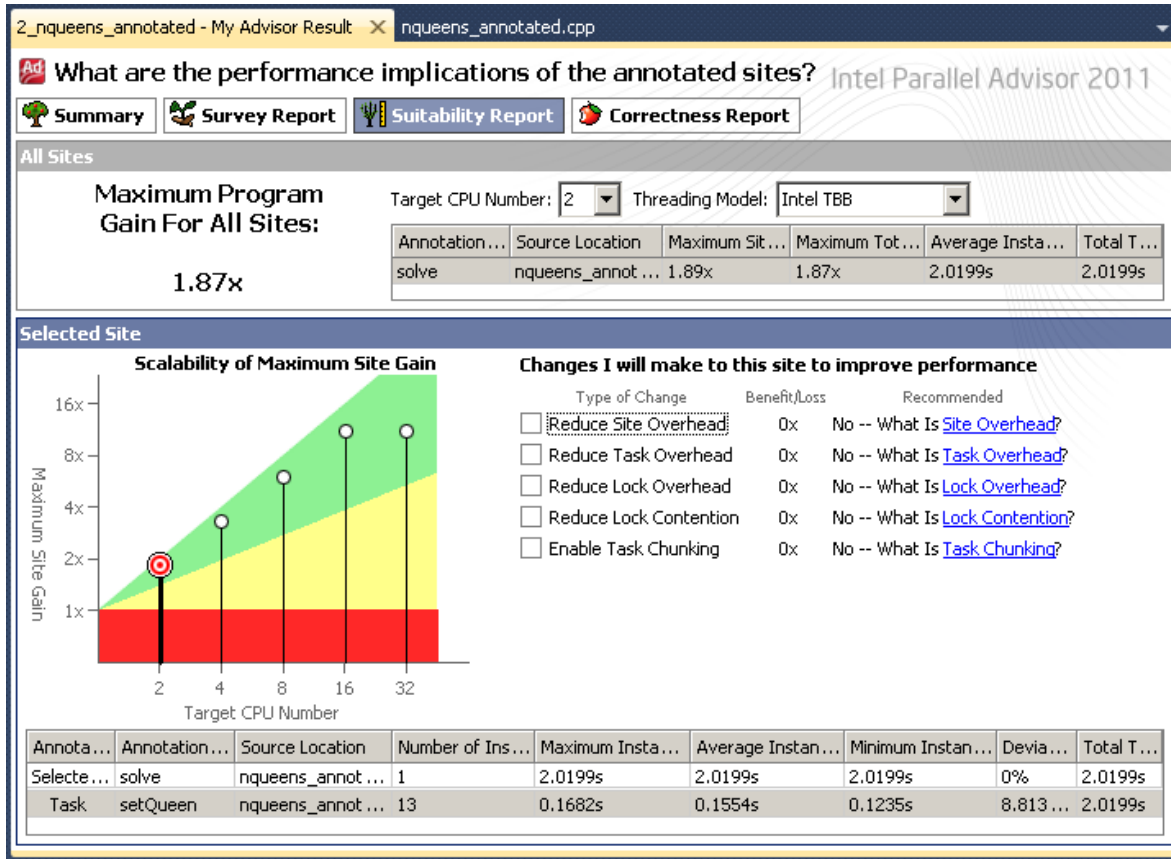 2_nqueens_annotated - My Advisor Result X nqueens_annotated.cpp
Ad What are the performance implications of the annotated sites? Intel Parallel Advisor 2011
Summary Survey Report Suitability Report Correctness Report
All Sites
Maximum Program
Gain For All Sites:
1.87x
Target CPU Number: 2 Threading Model: Intel TBB
Annotation... Source Location Maximum Sit... Maximum Tot... Average Insta... Total T...
solve nqueens_annot ... 1.89x 1.87x 2.0199s 2.0199s
Selected Site
Scalability of Maximum Site Gain
Maximum Site Gain
16x
8x
4x
2x
1x
2 4 8 16 32
Target CPU Number
Changes I will make to this site to improve performance
Type of Change Benefit/Loss Recommended
Reduce Site Overhead 0x No -- What Is Site Overhead?
Reduce Task Overhead 0x No -- What Is Task Overhead?
Reduce Lock Overhead 0x No -- What Is Lock Overhead?
Reduce Lock Contention 0x No -- What Is Lock Contention?
Enable Task Chunking 0x No -- What Is Task Chunking?
Annota... Annotation... Source Location Number of Ins... Maximum Insta... Average Instan... Minimum Instan... Devia... Total T...
Selecte... solve nqueens_annot ... 1 2.0199s 2.0199s 2.0199s 0% 2.0199s
Task setQueen nqueens_annot ... 13 0.1682s 0.1554s 0.1235s 8.813 ... 2.0199s